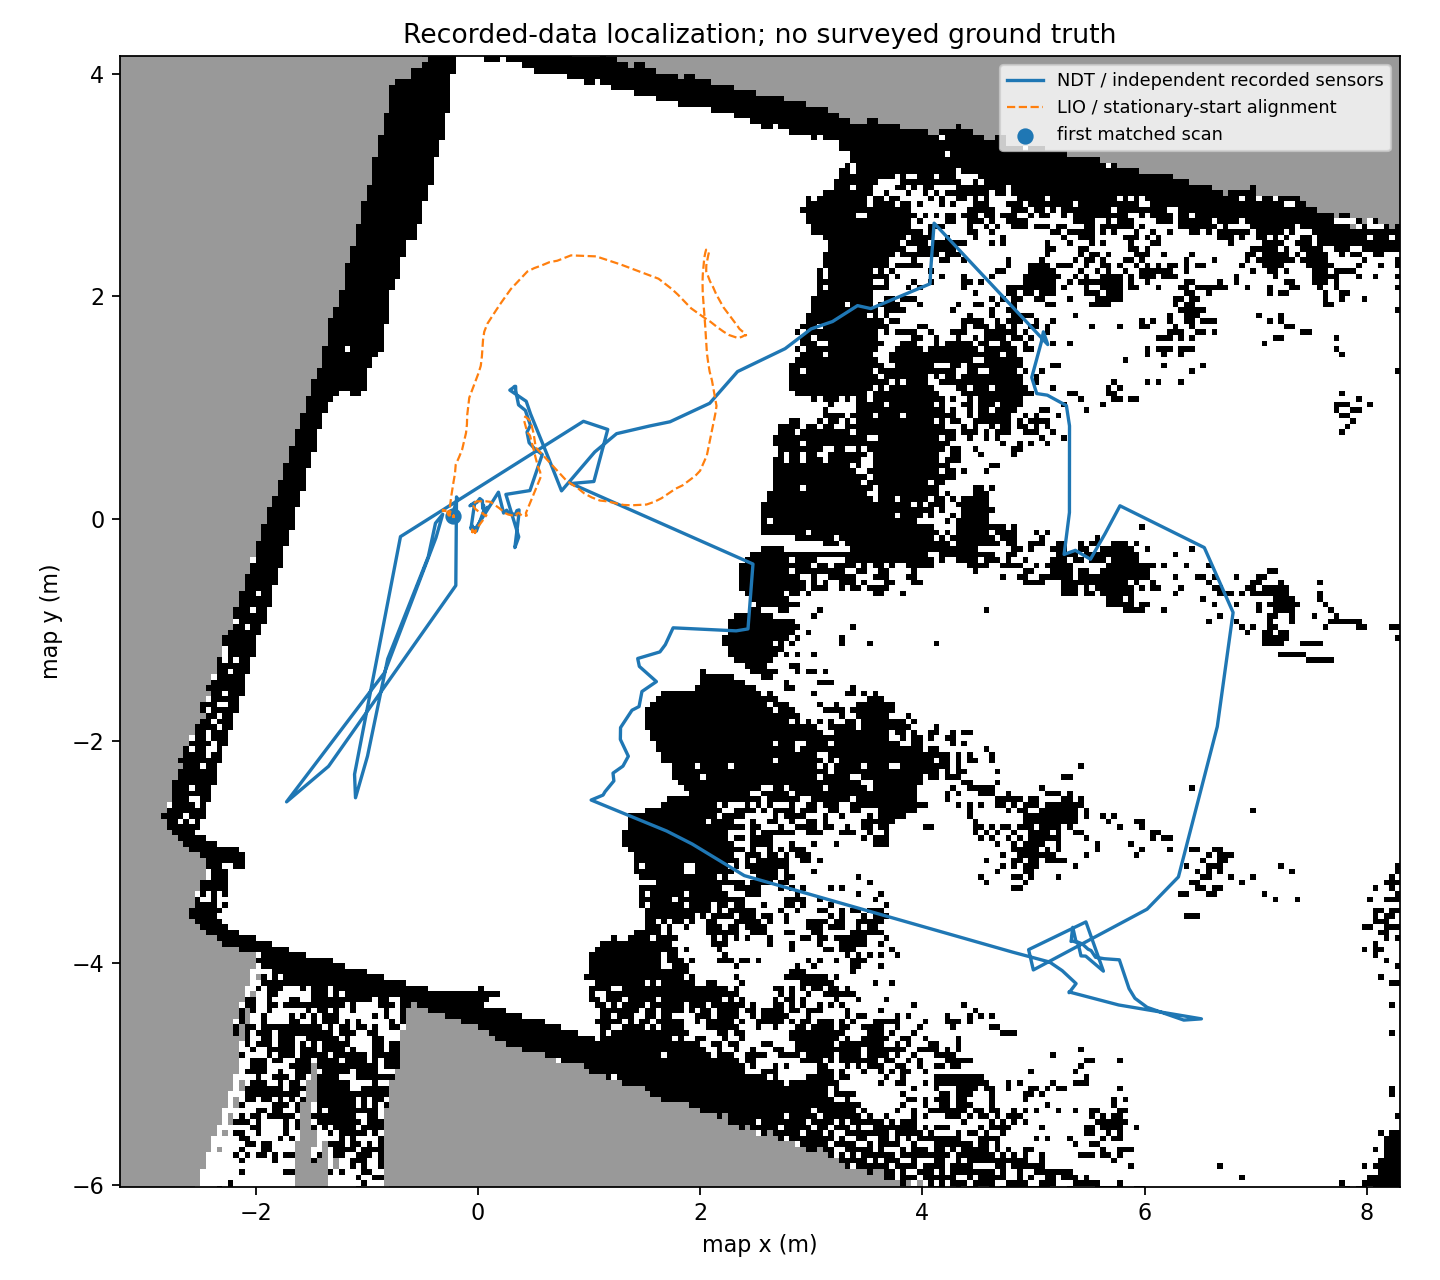 Recorded-data localization; no surveyed ground truth
NDT / independent recorded sensors
LIO / stationary-start alignment
first matched scan
map y (m)
4
2
0
−2
−4
−6
−2
0
2
4
6
8
map x (m)